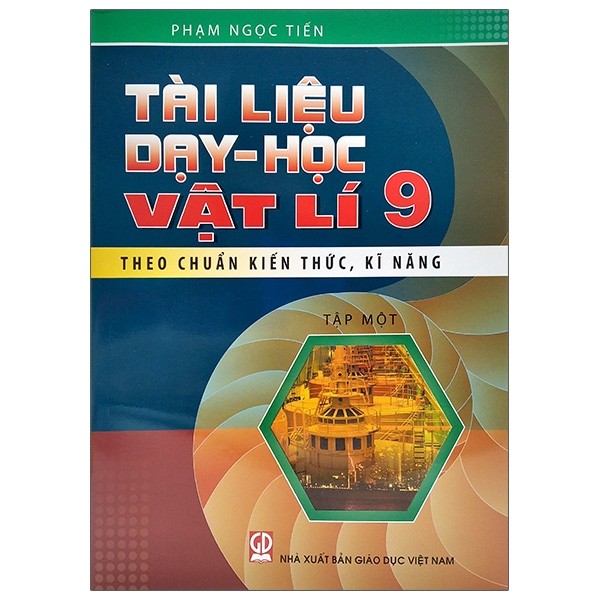 PHẠM NGỌC TIẾN
TÀI LIỆU
DẠY-HỌC
VẬT LÍ 9
THEO CHUẨN KIẾN THỨC, KĨ NĂNG
TẬP MỘT
GD
NHÀ XUẤT BẢN GIÁO DỤC VIỆT NAM